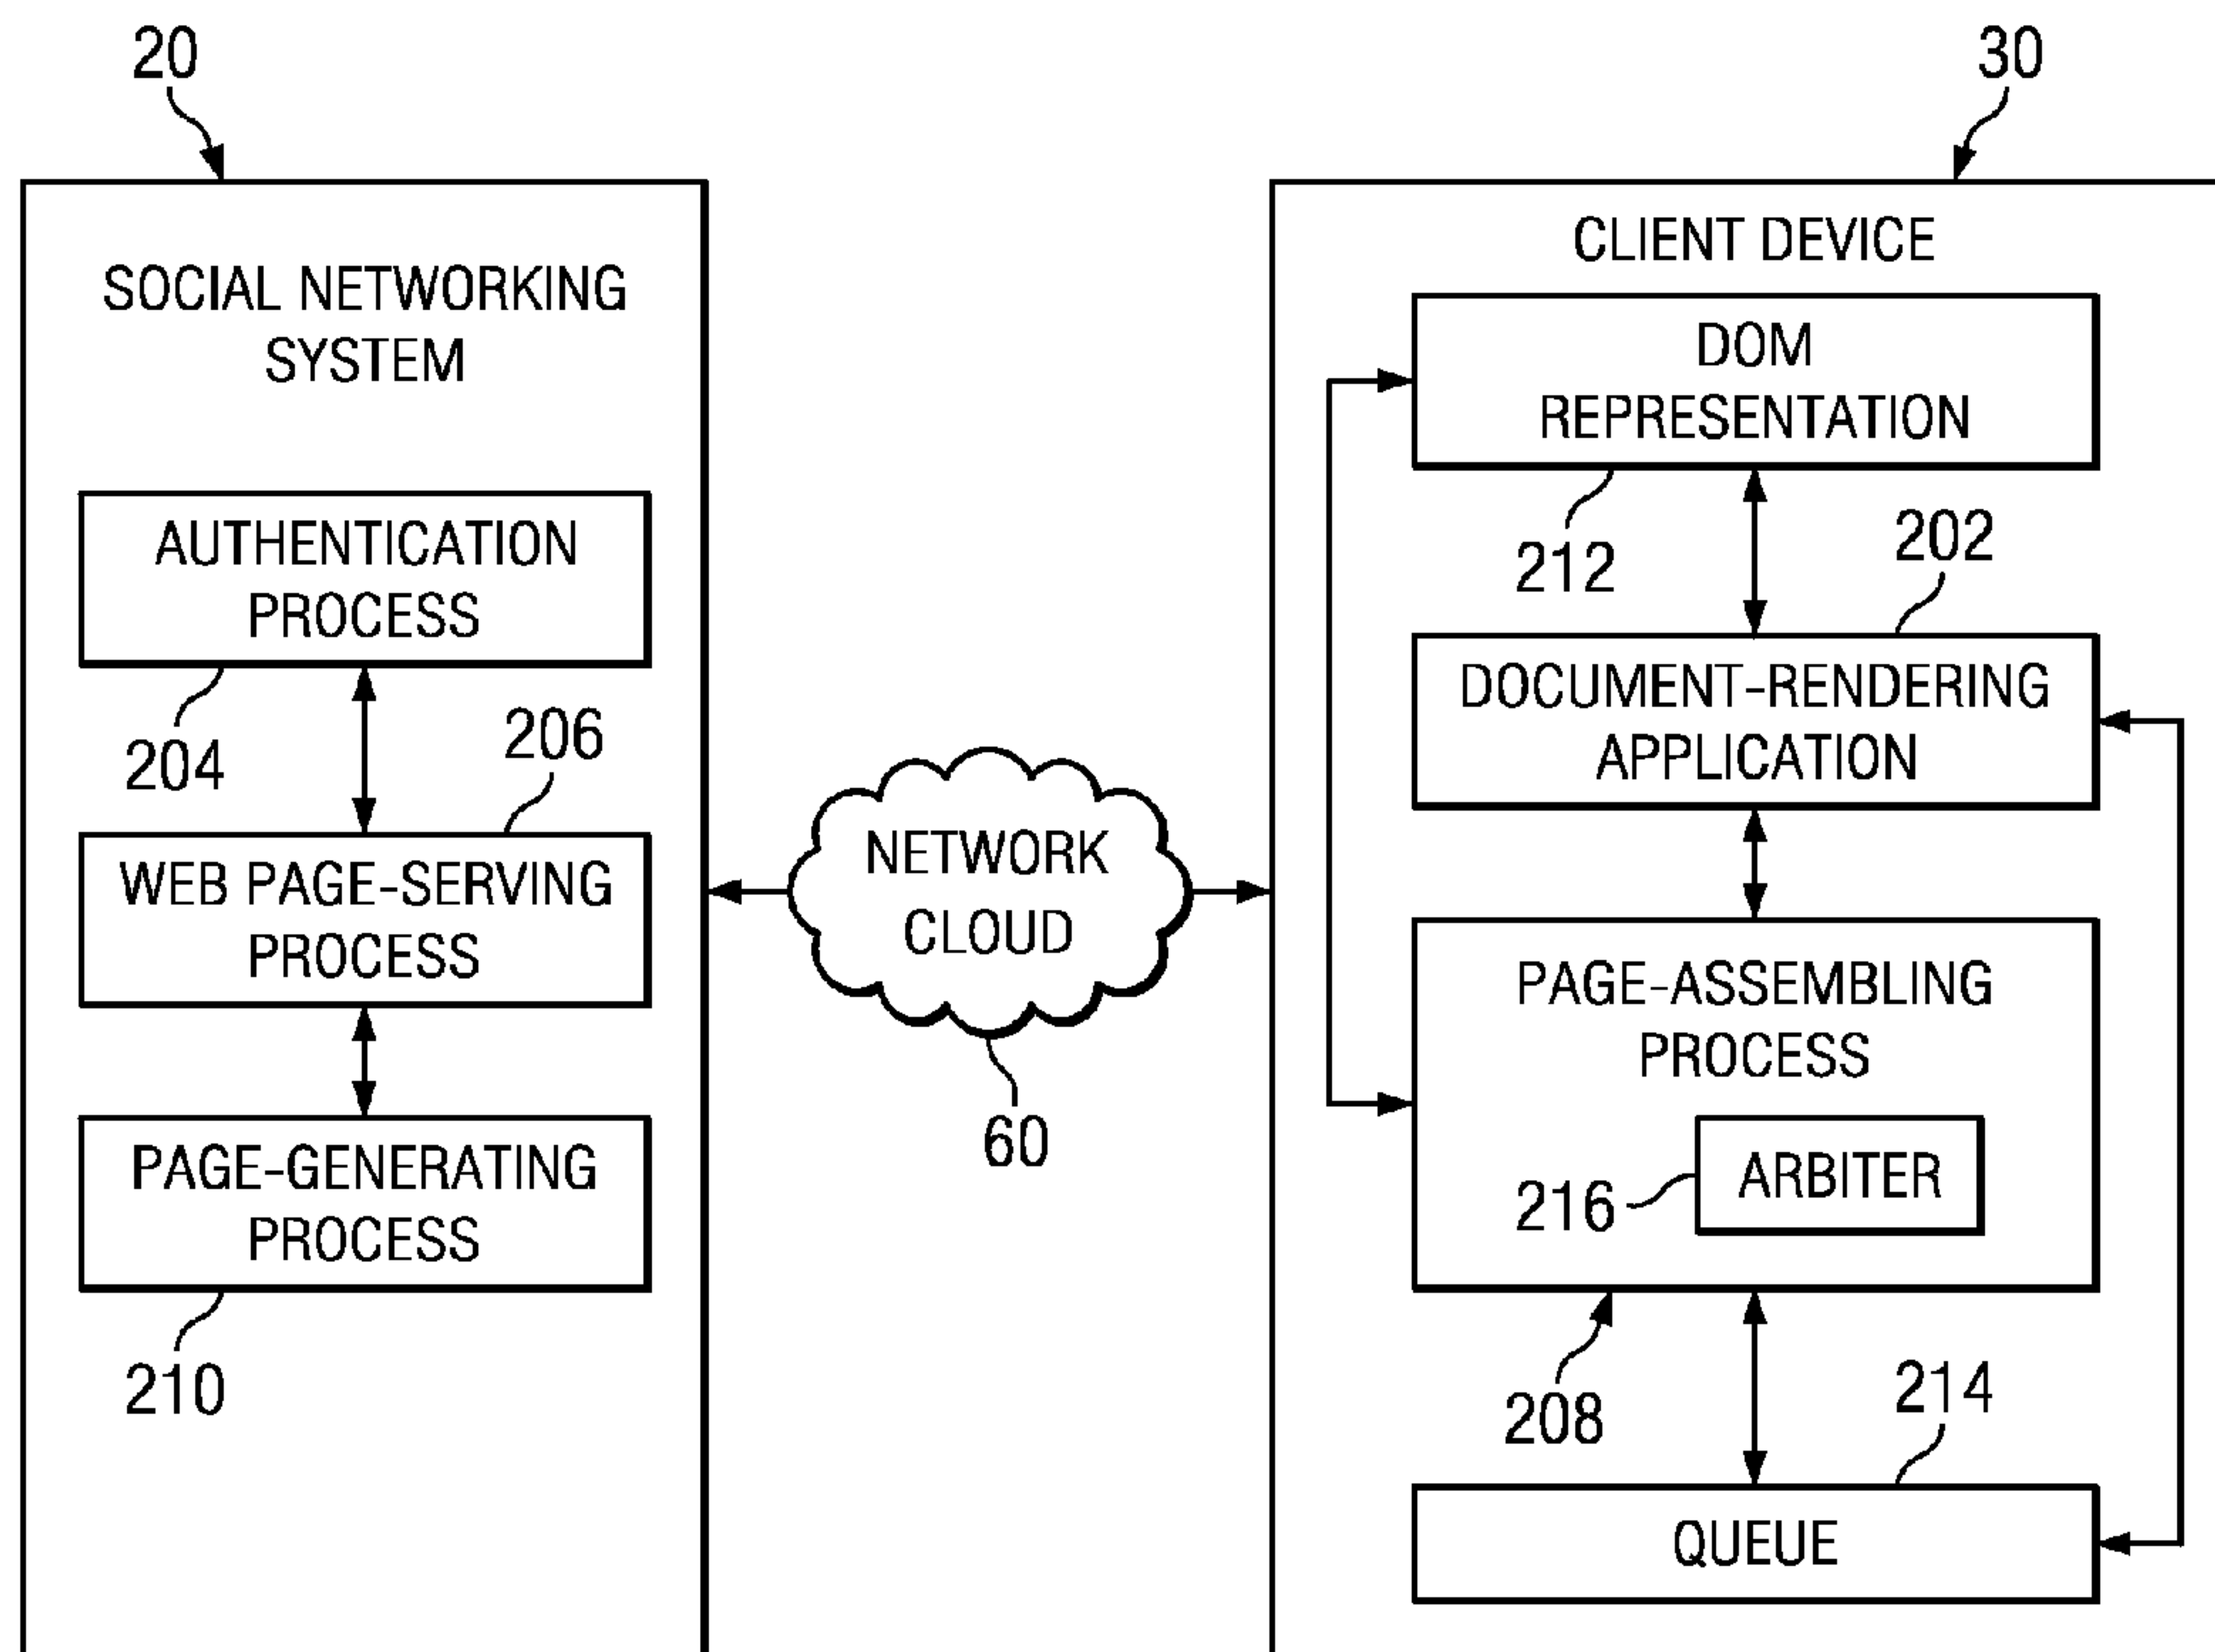 20
SOCIAL NETWORKING
SYSTEM
AUTHENTICATION
PROCESS
204
206
WEB PAGE-SERVING
PROCESS
PAGE-GENERATING
PROCESS
210
NETWORK
CLOUD
60
30
CLIENT DEVICE
DOM
REPRESENTATION
212
202
DOCUMENT-RENDERING
APPLICATION
PAGE-ASSEMBLING
PROCESS
216
ARBITER
208
214
QUEUE